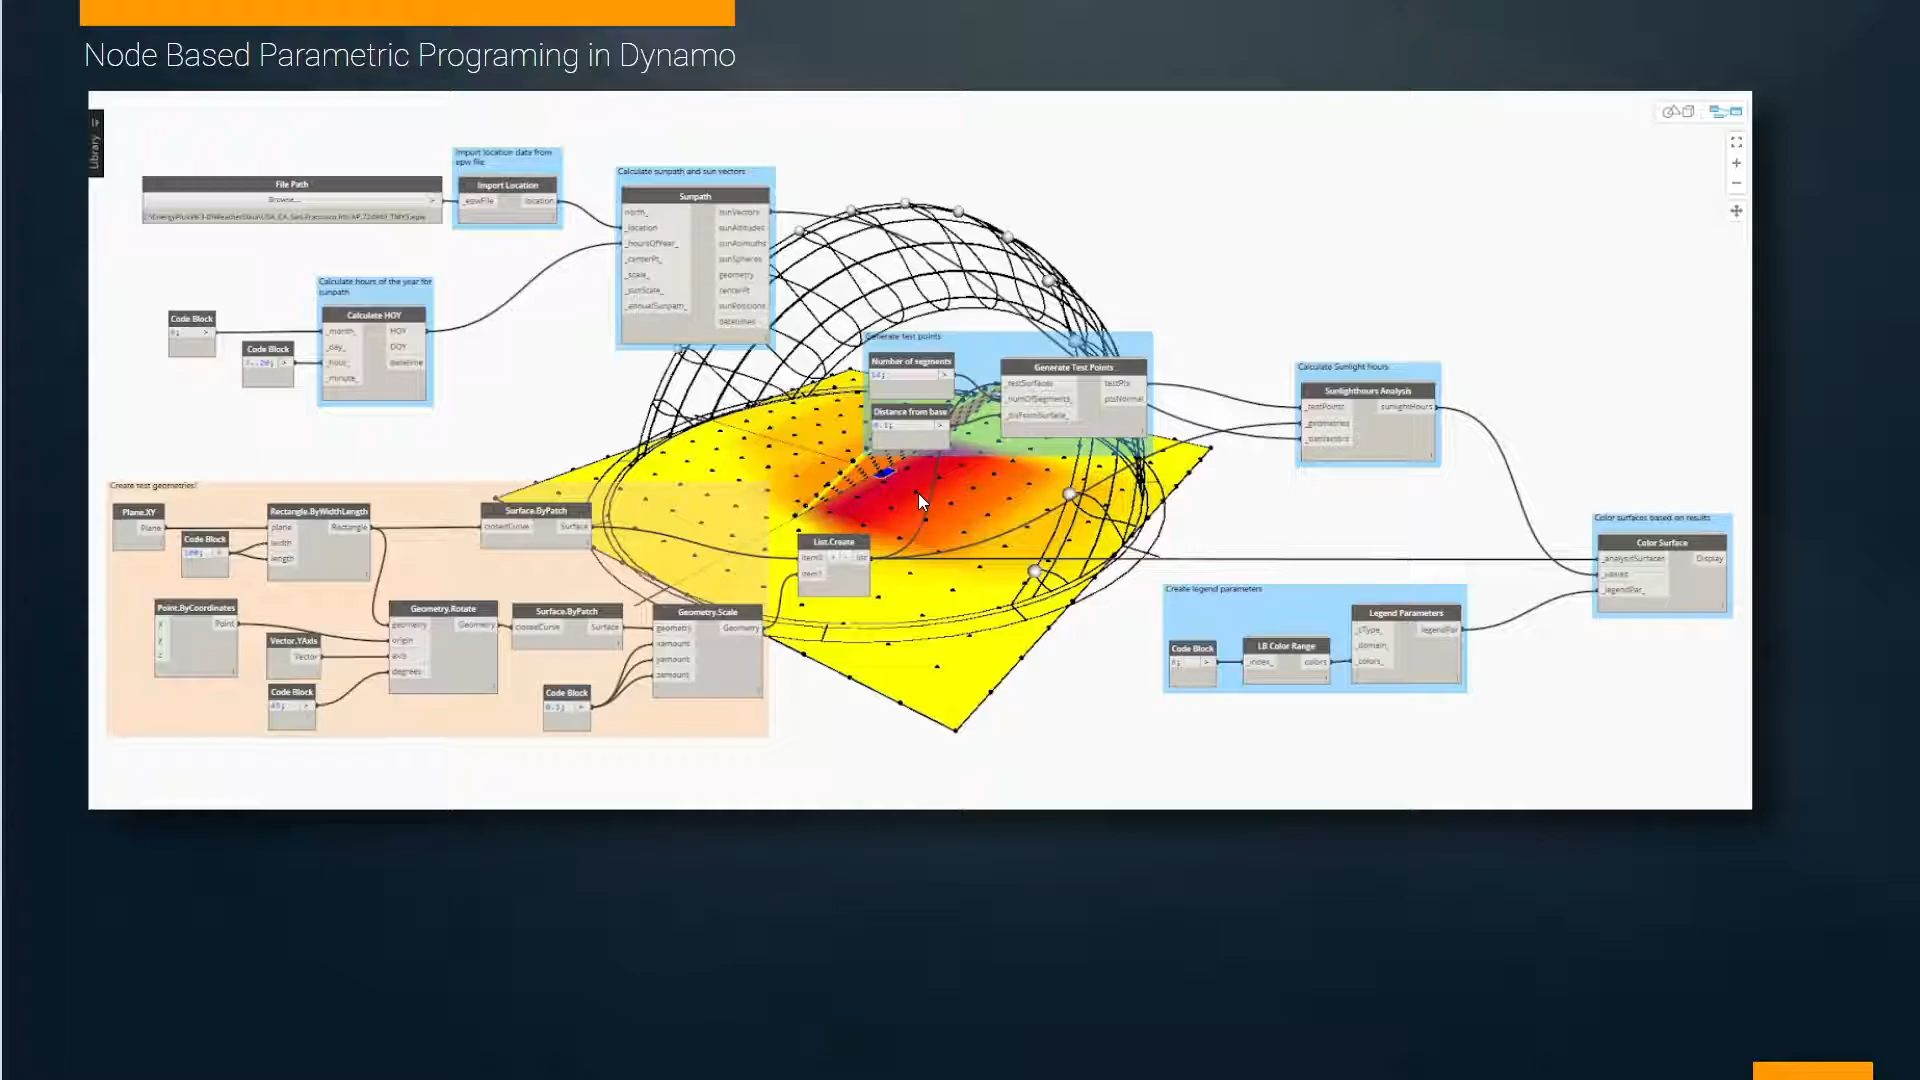 Node Based Parametric Programing in Dynamo
Library
Import location data from
epw file
File Path
Browse...
>
Import Location
_epwFile
location
Calculate sunpath and sun vectors
Sunpath
north_
_location
_hoursOfYear_
_centerPt_
_scale_
_sunScale_
_annualSunpath_
sunVectors
sunAltitudes
sunAzimuths
sunSpheres
geometry
centerPt
sunPositions
datetimes
Calculate hours of the year for
sunpath
Code Block
>
Code Block
>
Calculate HOY
_month_
_day_
_hour_
_minute_
HOY
DOY
datetime
Generate test points
Number of segments
>
Distance from base
>
Generate Test Points
_testSurfaces
_numOfSegments_
_disFromSurface_
testPts
ptsNormal
Calculate Sunlight hours
Sunlighthours Analysis
_testPoints
_geometries
_sunVectors
sunlightHours
Create test geometries!
Plane.XY
Plane
Code Block
100;
>
Rectangle.ByWidthLength
plane
width
length
Rectangle
Surface.ByPatch
closedCurve
Surface
List.Create
item0
+
-
list
item1
Color surfaces based on results
Color Surface
_analysisSurfaces
_values
_legendPar_
Display
Point.ByCoordinates
x
y
z
Point
Vector.YAxis
Vector
Code Block
45;
>
Geometry.Rotate
geometry
origin
axis
degrees
Geometry
Surface.ByPatch
closedCurve
Surface
Code Block
0.5;
>
Geometry.Scale
geometry
xamount
yamount
zamount
Geometry
Create legend parameters
Code Block
>
LB Color Range
_index_
colors
Legend Parameters
_cType_
_domain_
_colors_
legendPar